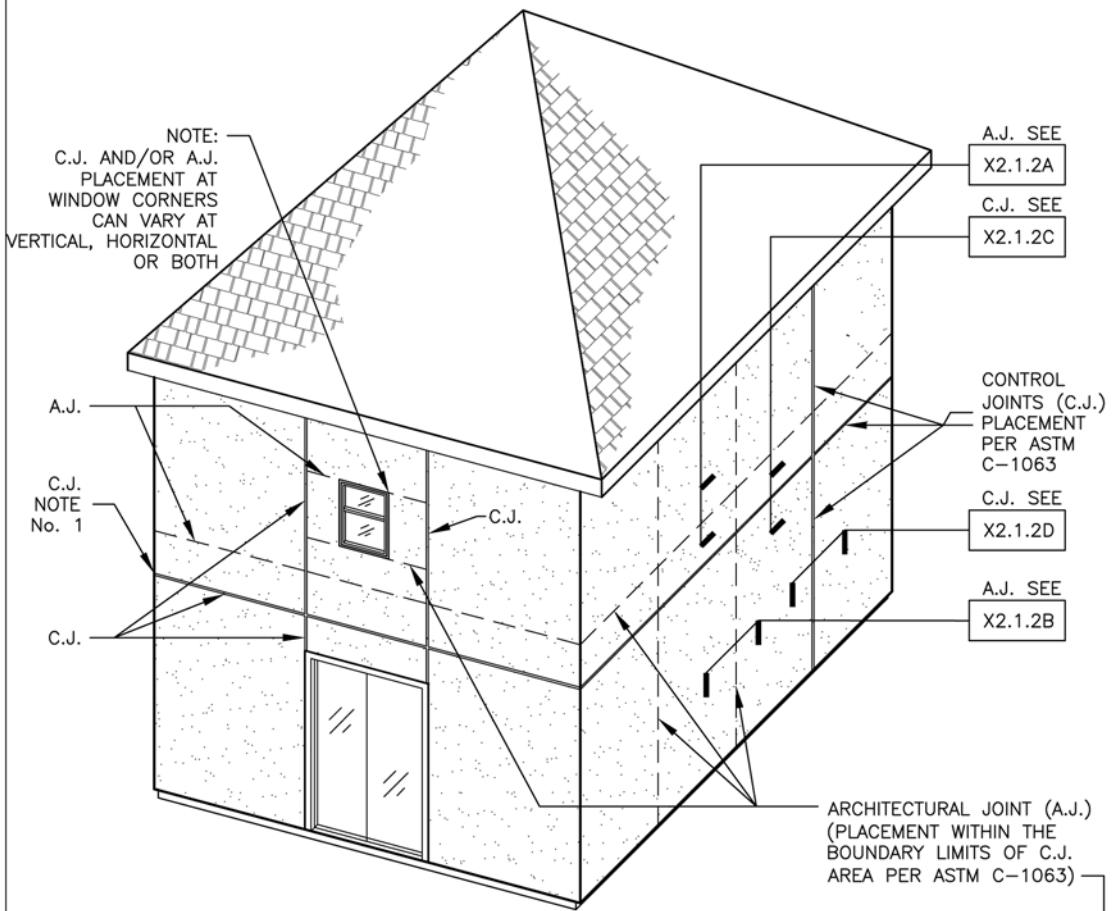 NOTE:
C.J. AND/OR A.J.
PLACEMENT AT
WINDOW CORNERS
CAN VARY AT
VERTICAL, HORIZONTAL
OR BOTH
A.J.
C.J.
NOTE
No. 1
C.J.
C.J.
A.J. SEE
X2.1.2A
C.J. SEE
X2.1.2C
CONTROL
JOINTS (C.J.)
PLACEMENT
PER ASTM
C-1063
C.J. SEE
X2.1.2D
A.J. SEE
X2.1.2B
ARCHITECTURAL JOINT (A.J.)
(PLACEMENT WITHIN THE
BOUNDARY LIMITS OF C.J.
AREA PER ASTM C-1063)